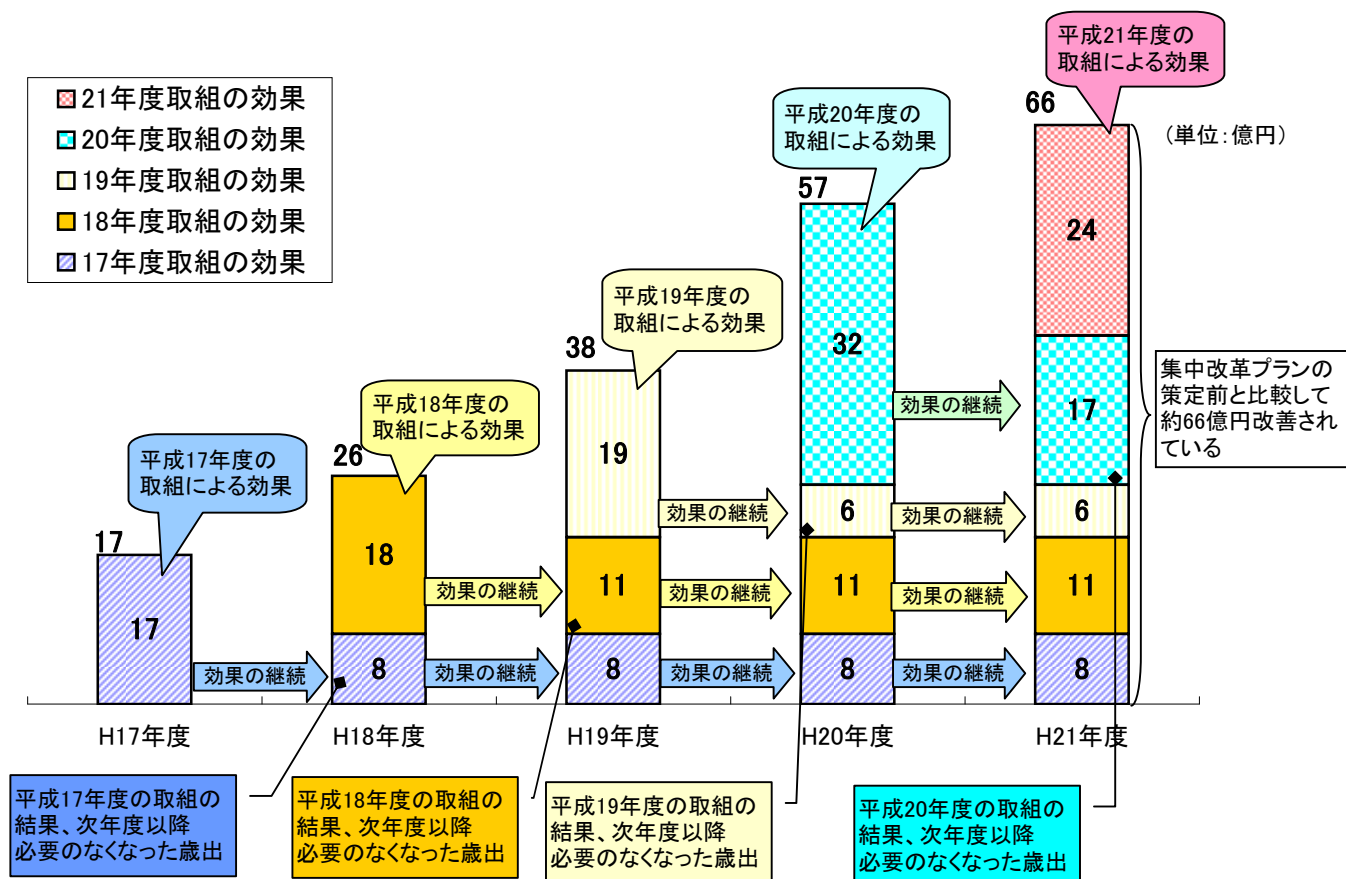 21年度取組の効果
20年度取組の効果
19年度取組の効果
18年度取組の効果
17年度取組の効果
(単位：億円)
平成17年度の
取組による効果
平成18年度の
取組による効果
平成19年度の
取組による効果
平成20年度の
取組による効果
平成21年度の
取組による効果
17
17
効果の継続
26
18
8
効果の継続
効果の継続
38
19
11
8
効果の継続
効果の継続
効果の継続
57
32
6
11
8
効果の継続
効果の継続
効果の継続
効果の継続
66
24
17
6
11
8
集中改革プランの
策定前と比較して
約66億円改善され
ている
H17年度
H18年度
H19年度
H20年度
H21年度
平成17年度の取組の
結果、次年度以降
必要のなくなった歳出
平成18年度の取組の
結果、次年度以降
必要のなくなった歳出
平成19年度の取組の
結果、次年度以降
必要のなくなった歳出
平成20年度の取組の
結果、次年度以降
必要のなくなった歳出